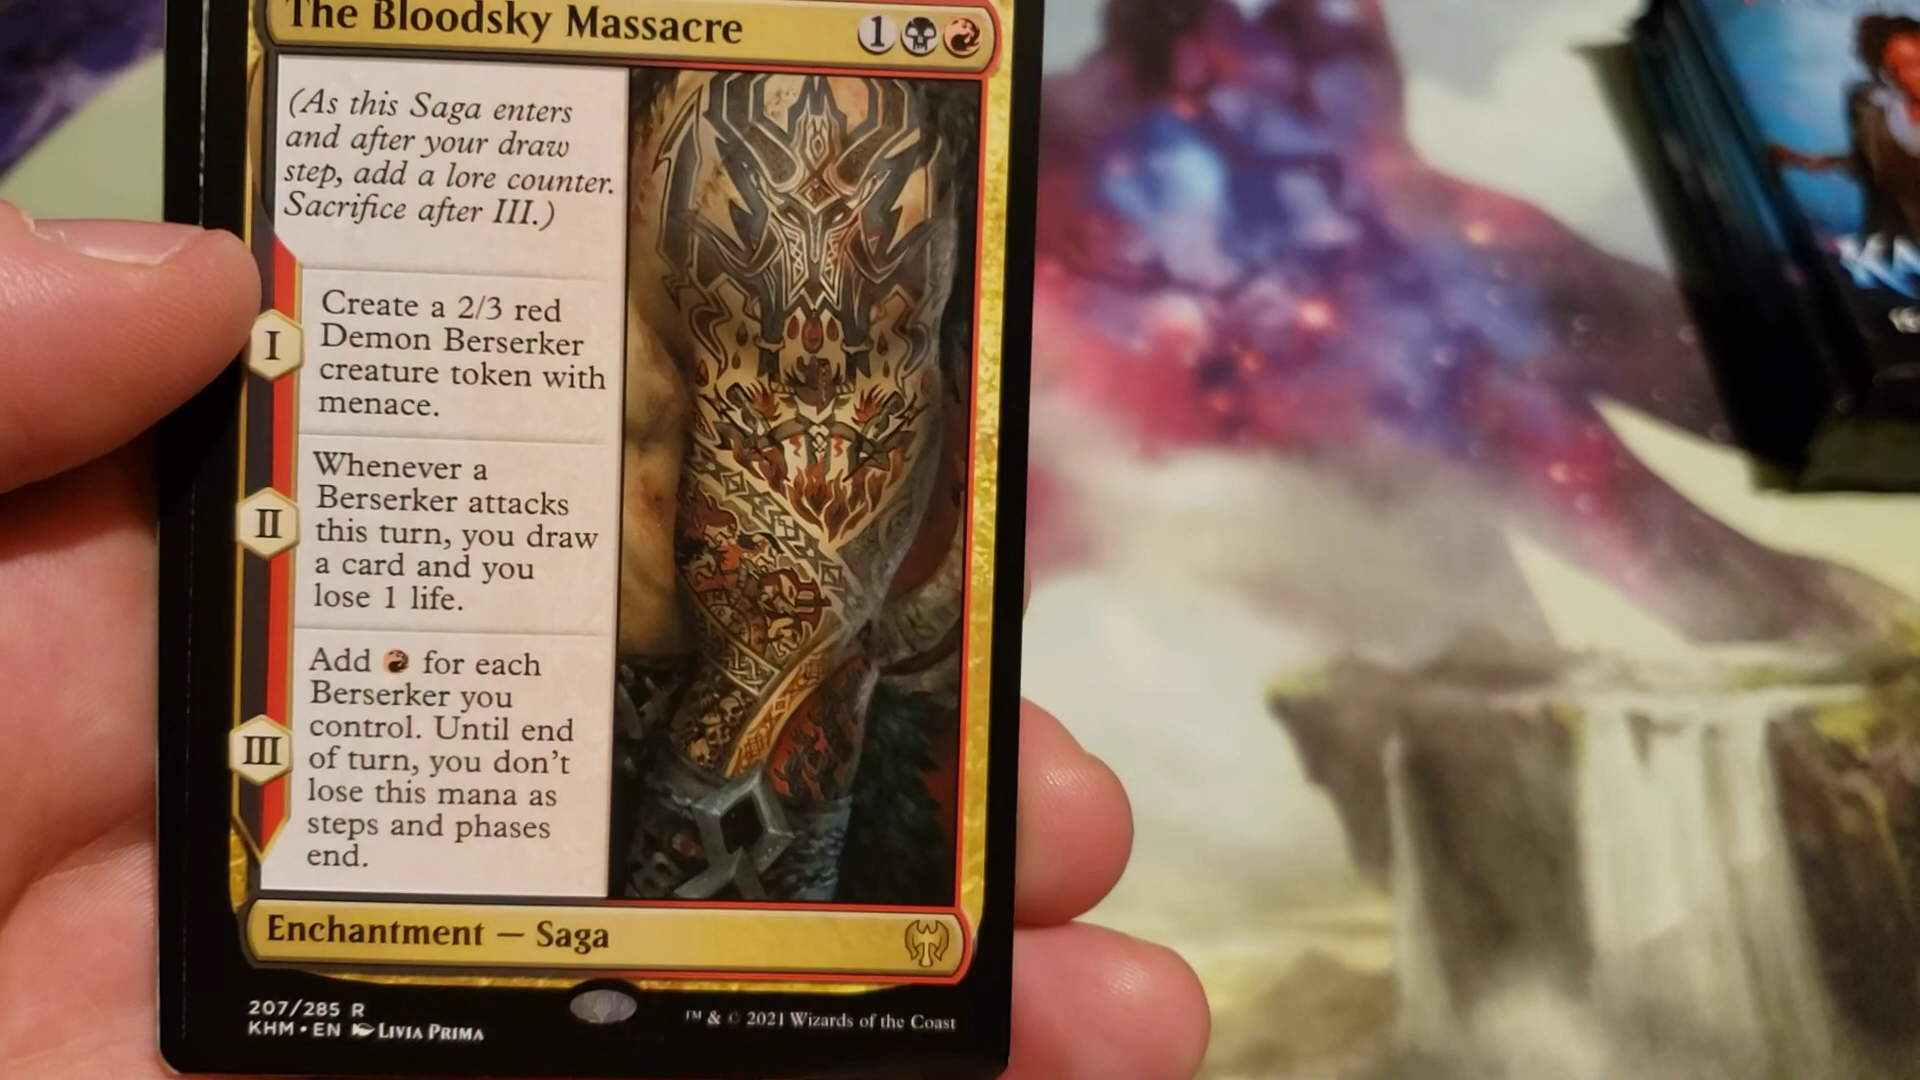 The Bloodsky Massacre 1
(As this Saga enters
and after your draw
step, add a lore counter.
Sacrifice after III.)
I
Create a 2/3 red
Demon Berserker
creature token with
menace.
II
Whenever a
Berserker attacks
this turn, you draw
a card and you
lose 1 life.
III
Add for each
Berserker you
control. Until end
of turn, you don't
lose this mana as
steps and phases
end.
Enchantment — Saga
207/285 R
KHM • EN LIVIA PRIMA
™ & © 2021 Wizards of the Coast